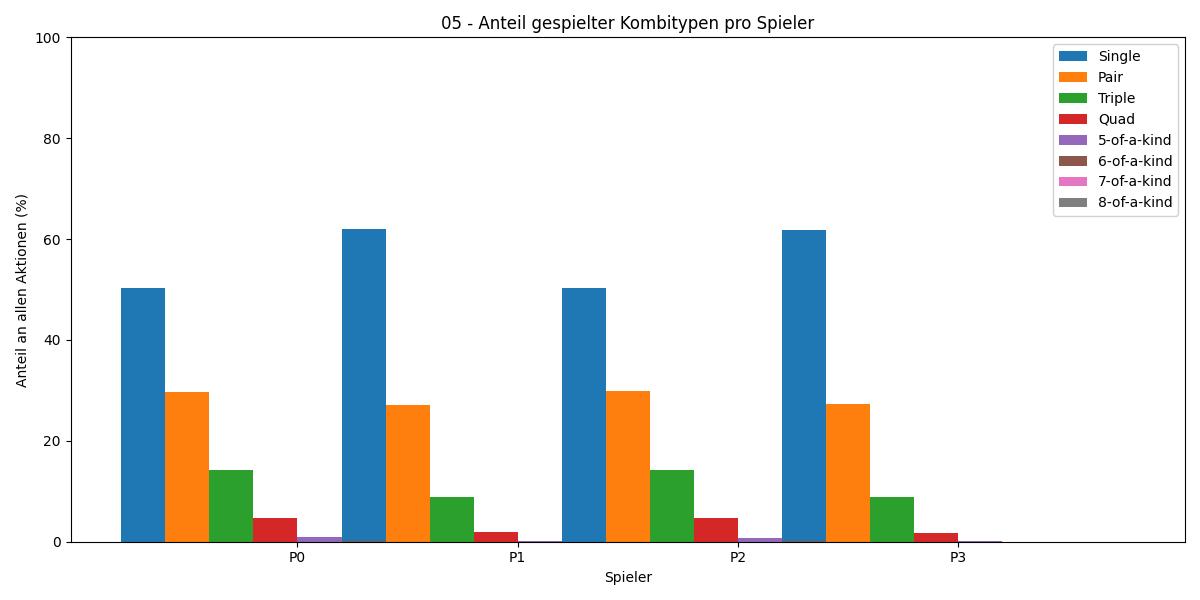 05 - Anteil gespielter Kombitypen pro Spieler
100
80
60
40
20
0
Anteil an allen Aktionen (%)
Single
Pair
Triple
Quad
5-of-a-kind
6-of-a-kind
7-of-a-kind
8-of-a-kind
P0 P1 P2 P3
Spieler